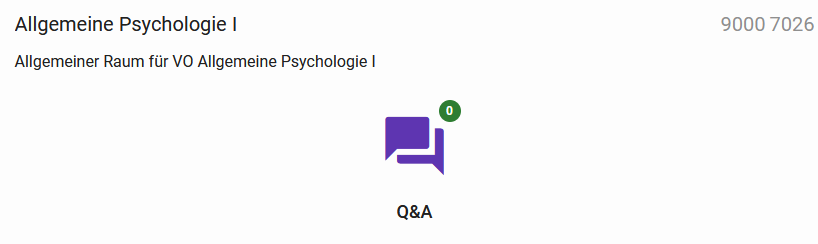 Allgemeine Psychologie I 9000 7026
Allgemeiner Raum für VO Allgemeine Psychologie I
0
Q&A